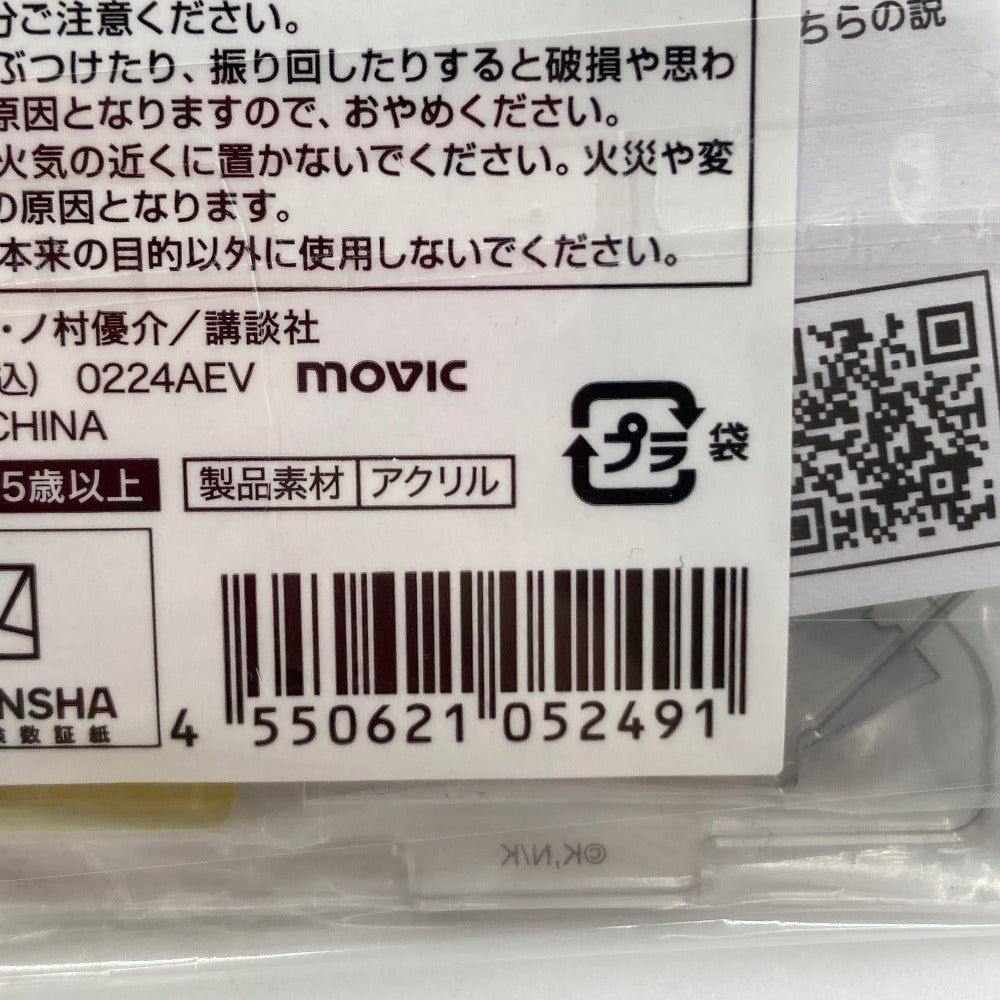 分ご注意ください。
ぶつけたり、振り回したりすると破損や思わ
原因となりますので、おやめください。
火気の近くに置かないでください。火災や変
の原因となります。
本来の目的以外に使用しないでください。
・ノ村優介／講談社
込) 0224AEV movic
CHINA
5歳以上 製品素材 アクリル
プラ 袋
NSHA
検数証紙
4 550621 052491
ちらの説
©K,N/K